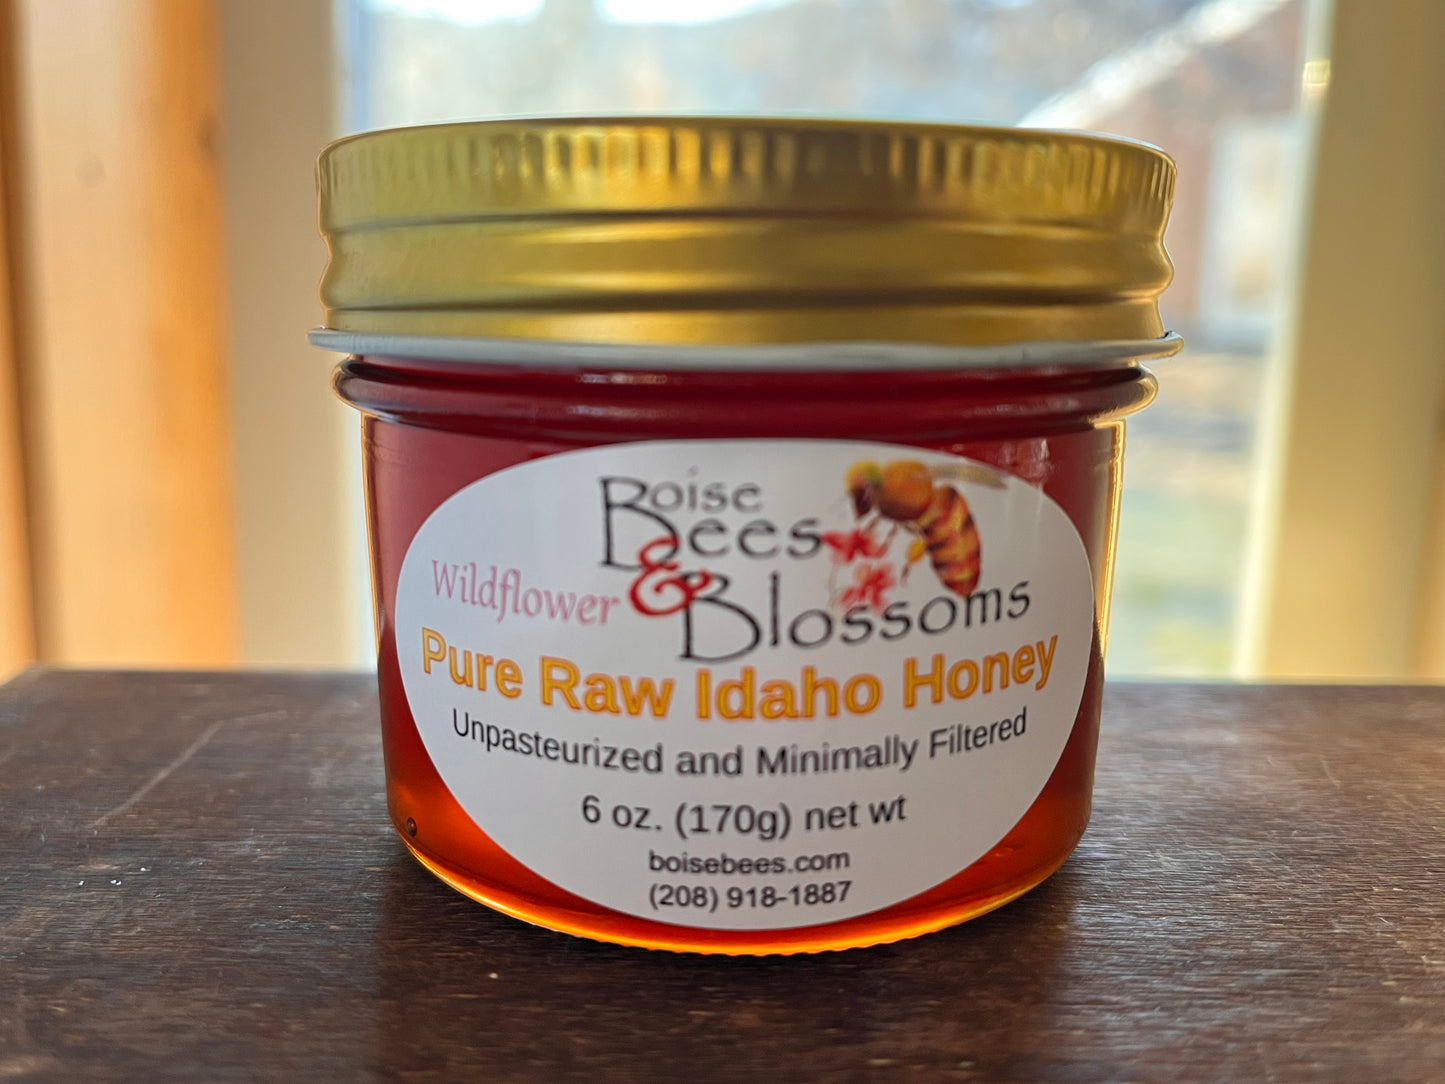 Boise
Bees
&
Blossoms
Wildflower
Pure Raw Idaho Honey
Unpasteurized and Minimally Filtered
6 oz. (170g) net wt
boisebees.com
(208) 918-1887